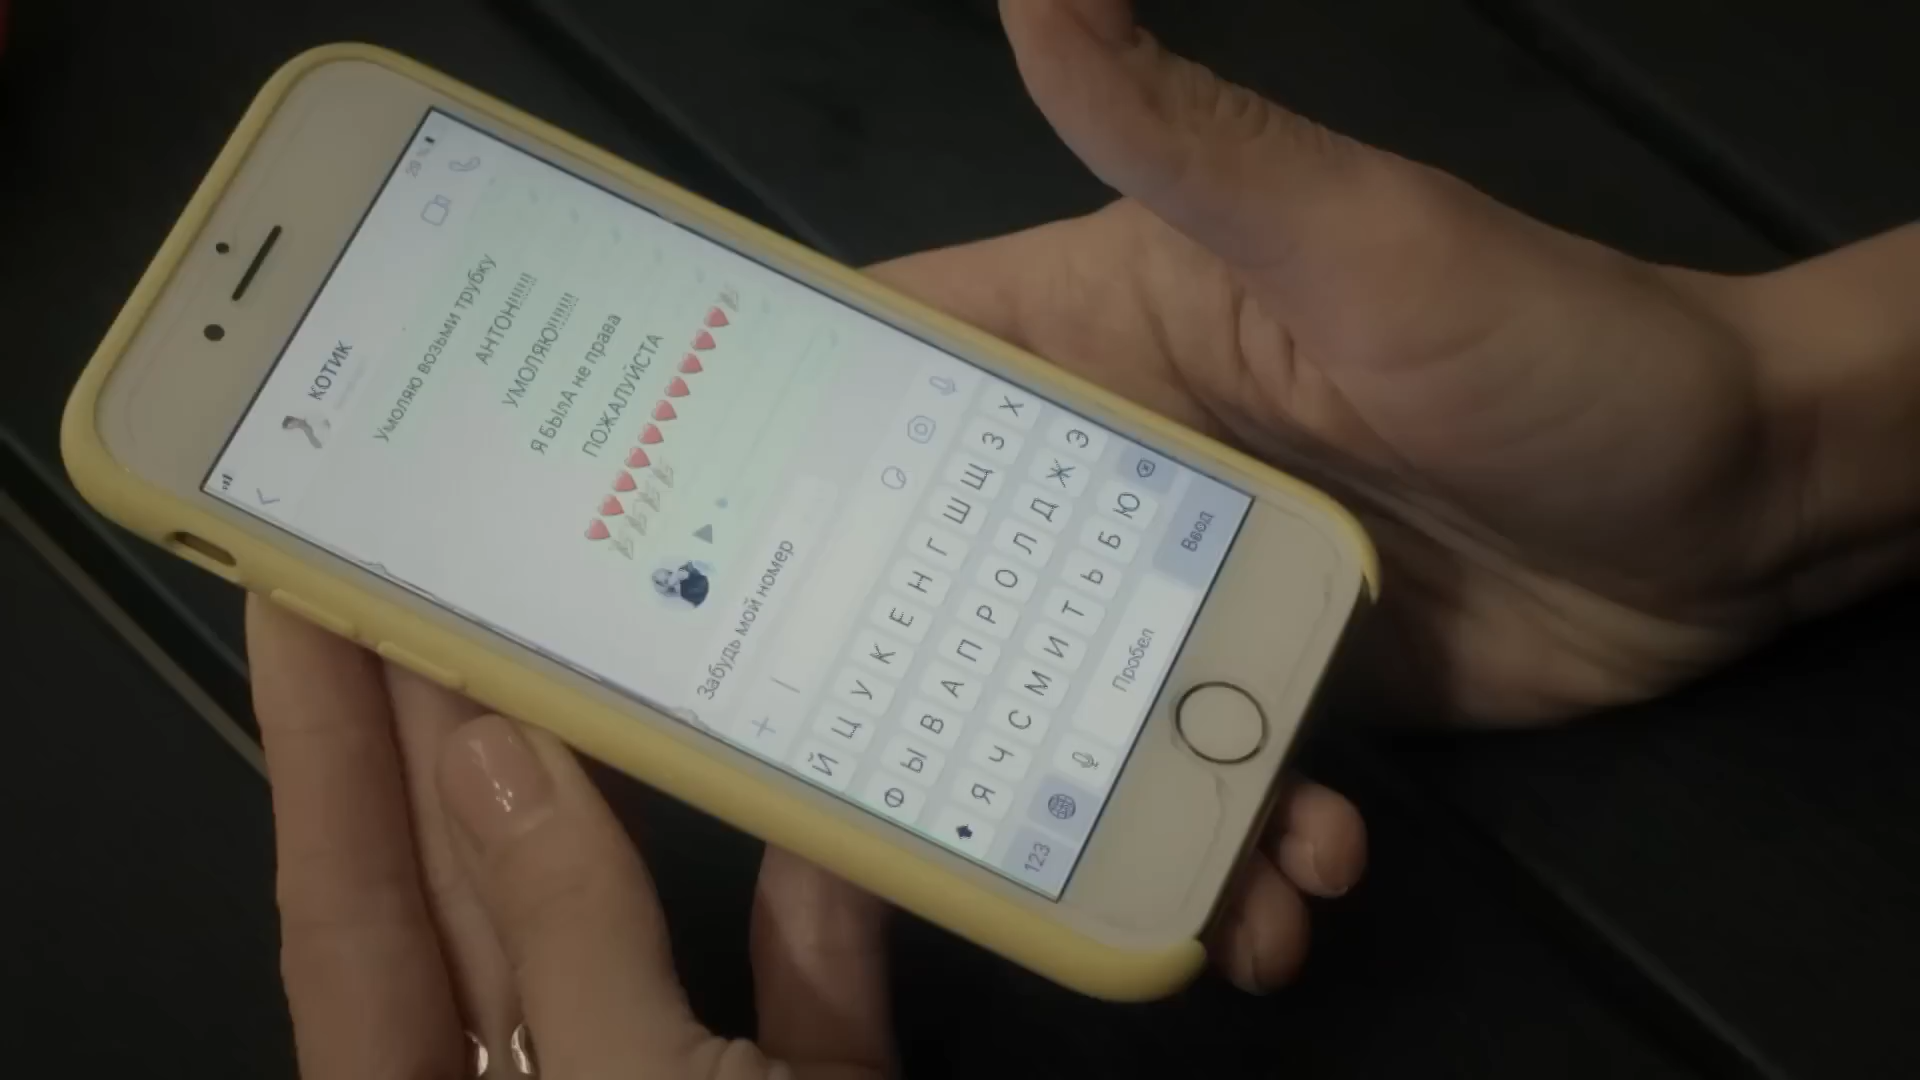 КОТИК
Умоляю возьми трубку
АНТОН!!!!!!
УМОЛЯЮ!!!!!!!
Я БЫЛА не права
ПОЖАЛУЙСТА
Забудь мой номер
Й Ц У К Е Н Г Ш Щ З Х
Ф Ы В А П Р О Л Д Ж Э
Я Ч С М И Т Ь Б Ю
123 Пробел Ввод